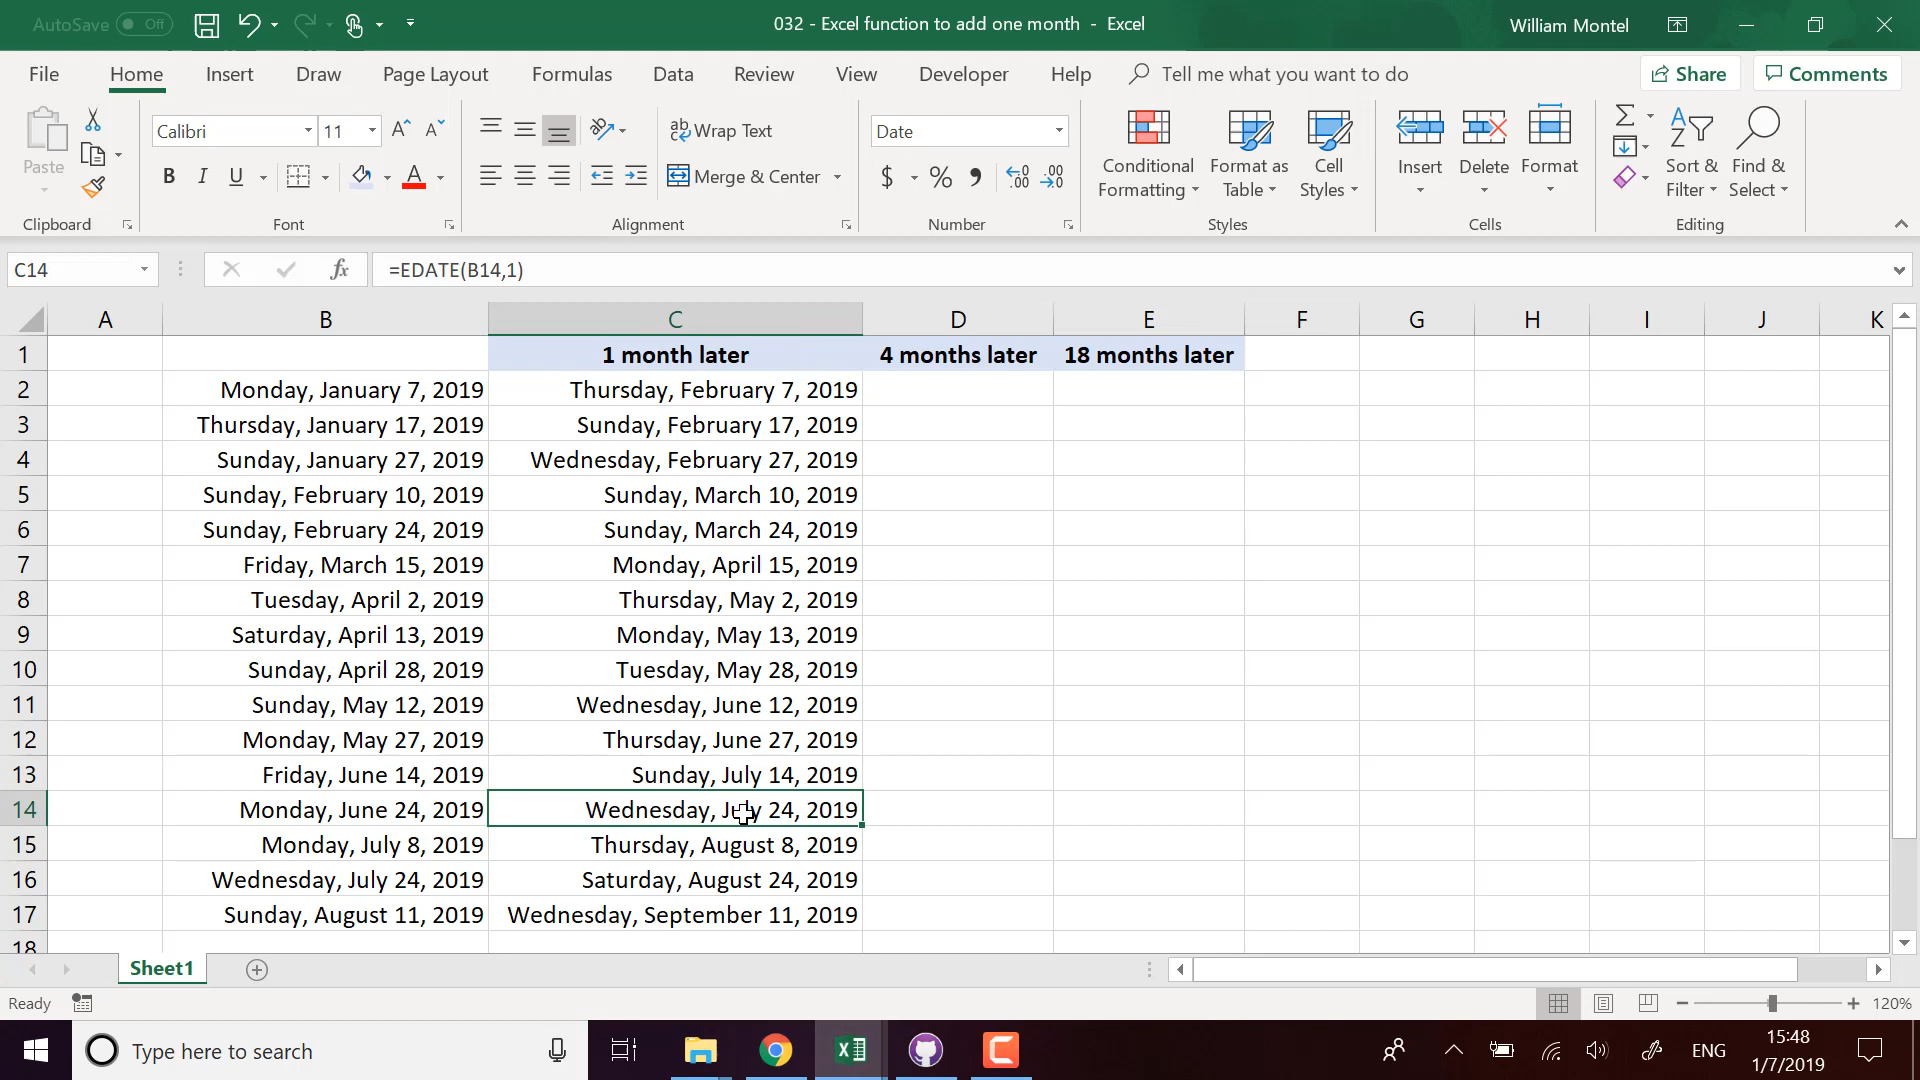 AutoSave Off
032 - Excel function to add one month - Excel
William Montel
File Home Insert Draw Page Layout Formulas Data Review View Developer Help Tell me what you want to do Share Comments
Paste
Clipboard
Calibri 11
B I U
Font
Wrap Text
Merge & Center
Alignment
Date
$ % ,
Number
Conditional Formatting
Format as Table
Cell Styles
Styles
Insert Delete Format
Cells
Sort & Filter
Find & Select
Editing
C14 fx =EDATE(B14,1)
A B C D E F G H I J K
1 1 month later 4 months later 18 months later
2 Monday, January 7, 2019 Thursday, February 7, 2019
3 Thursday, January 17, 2019 Sunday, February 17, 2019
4 Sunday, January 27, 2019 Wednesday, February 27, 2019
5 Sunday, February 10, 2019 Sunday, March 10, 2019
6 Sunday, February 24, 2019 Sunday, March 24, 2019
7 Friday, March 15, 2019 Monday, April 15, 2019
8 Tuesday, April 2, 2019 Thursday, May 2, 2019
9 Saturday, April 13, 2019 Monday, May 13, 2019
10 Sunday, April 28, 2019 Tuesday, May 28, 2019
11 Sunday, May 12, 2019 Wednesday, June 12, 2019
12 Monday, May 27, 2019 Thursday, June 27, 2019
13 Friday, June 14, 2019 Sunday, July 14, 2019
14 Monday, June 24, 2019 Wednesday, July 24, 2019
15 Monday, July 8, 2019 Thursday, August 8, 2019
16 Wednesday, July 24, 2019 Saturday, August 24, 2019
17 Sunday, August 11, 2019 Wednesday, September 11, 2019
18
Sheet1
Ready 120%
Type here to search
ENG
15:48
1/7/2019